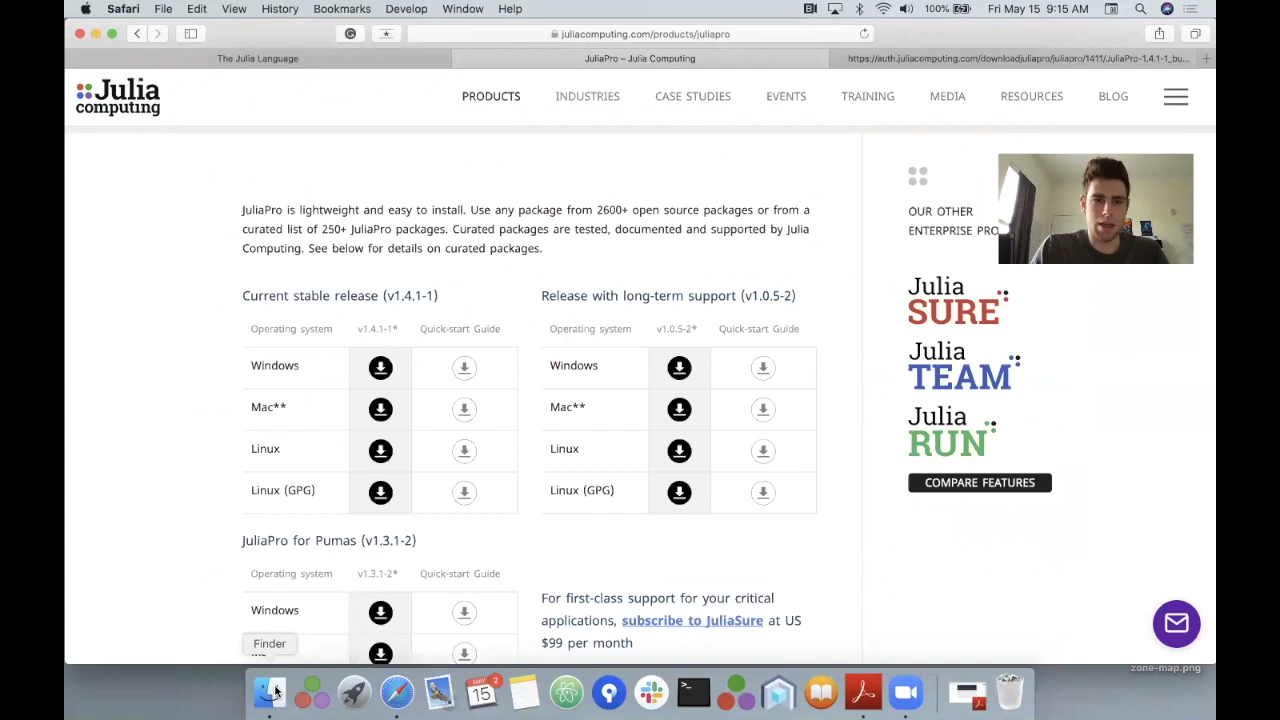 Safari File Edit View History Bookmarks Develop Window Help 100% Fri May 15 9:15 AM
juliacomputing.com/products/juliapro
The Julia Language JuliaPro – Julia Computing https://auth.juliacomputing.com/downloadjuliapro/juliapro/1411/JuliaPro-1.4.1-1_bu...
Julia
computing
PRODUCTS INDUSTRIES CASE STUDIES EVENTS TRAINING MEDIA RESOURCES BLOG
JuliaPro is lightweight and easy to install. Use any package from 2600+ open source packages or from a
curated list of 250+ JuliaPro packages. Curated packages are tested, documented and supported by Julia
Computing. See below for details on curated packages.
Current stable release (v1.4.1-1)
Operating system v1.4.1-1* Quick-start Guide
Windows
Mac**
Linux
Linux (GPG)
Release with long-term support (v1.0.5-2)
Operating system v1.0.5-2* Quick-start Guide
Windows
Mac**
Linux
Linux (GPG)
JuliaPro for Pumas (v1.3.1-2)
Operating system v1.3.1-2* Quick-start Guide
Windows
For first-class support for your critical
applications, subscribe to JuliaSure at US
$99 per month
OUR OTHER
ENTERPRISE PRO
Julia
SURE
Julia
TEAM
Julia
RUN
COMPARE FEATURES
Finder
zone-map.png
MAY 2
15